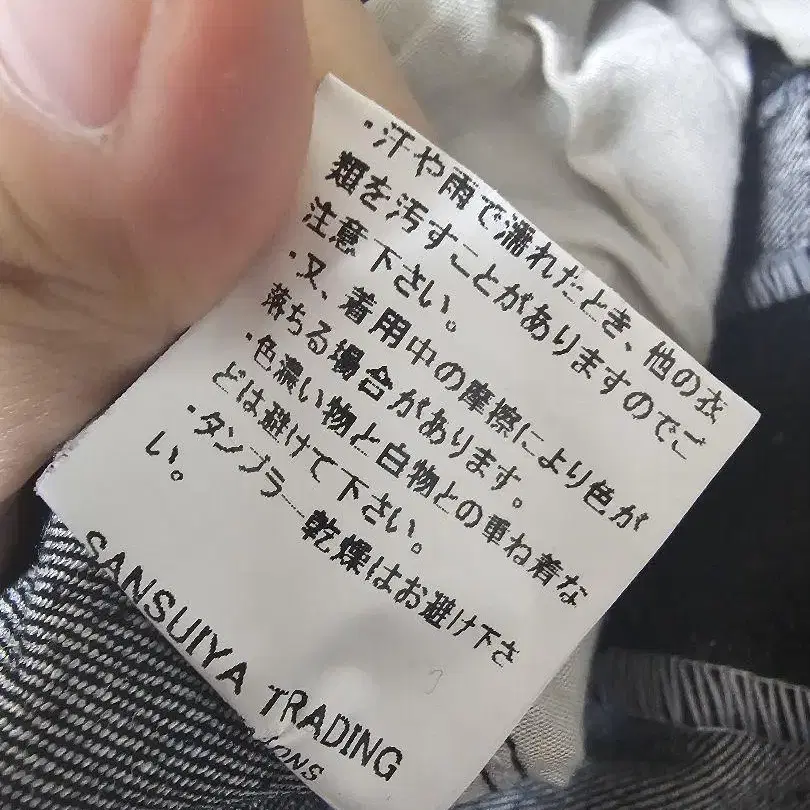 ・汗や雨で濡れたとき、他の衣
類を汚すことがありますのでご
注意下さい。
・又、着用中の摩擦により色が
落ちる場合があります。
・色濃い物と白物との重ね着な
どは避けて下さい。
・タンブラー乾燥はお避け下さ
い。
SANSUIYA TRADING